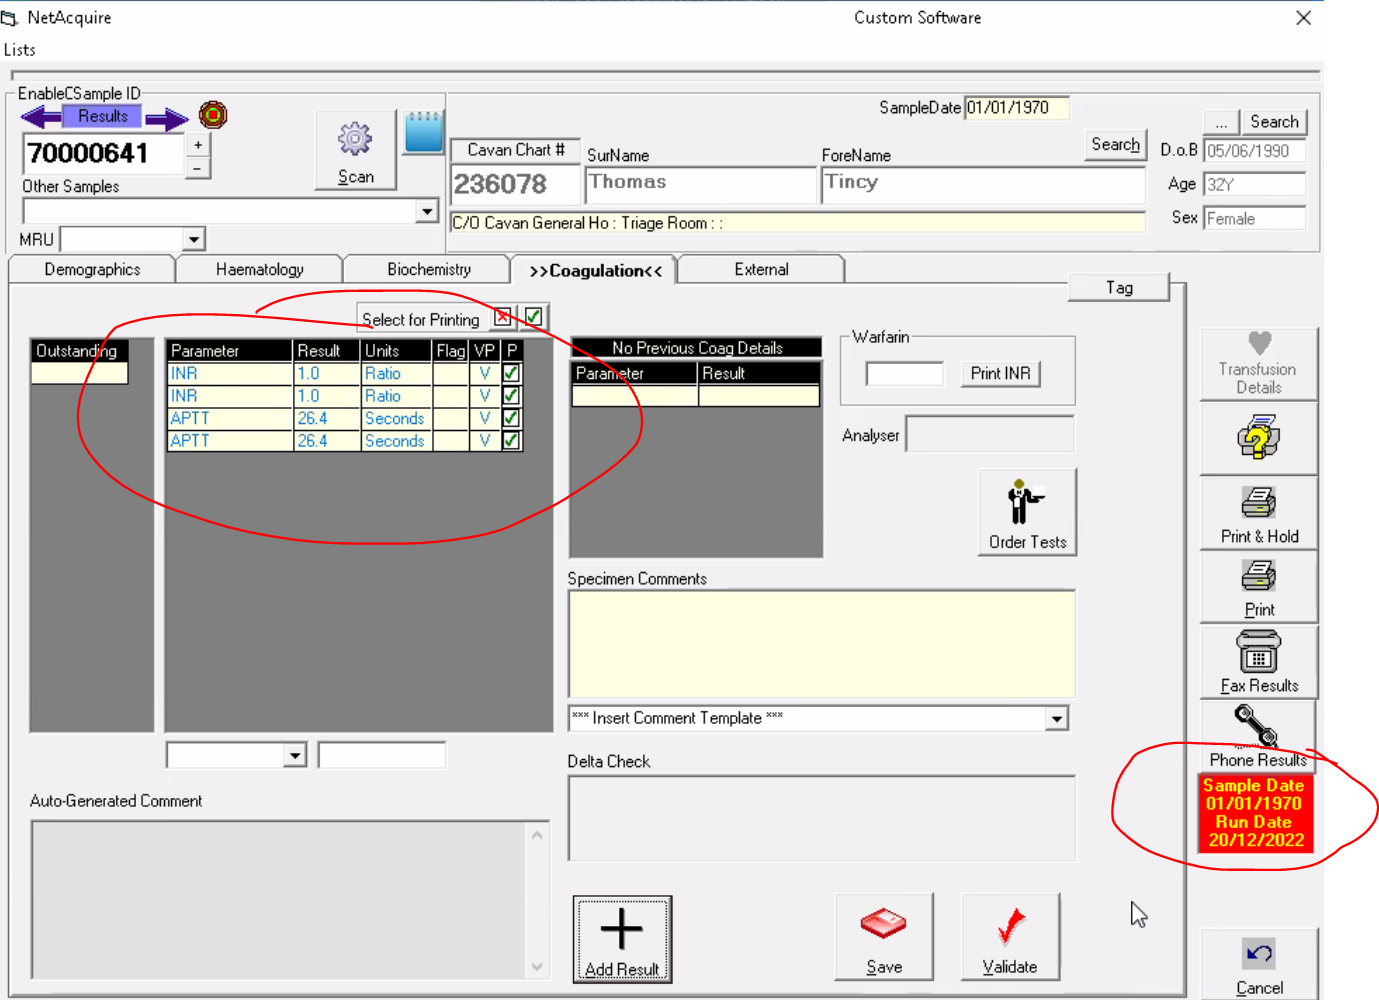 NetAcquire
Custom Software
Lists
EnableCSample ID
Results
70000641
+
-
Other Samples
MRU
Scan
SampleDate 01/01/1970
... Search
Cavan Chart # SurName ForeName Search
236078 Thomas Tincy
C/O Cavan General Ho : Triage Room : :
D.o.B 05/06/1990
Age 32Y
Sex Female
Demographics Haematology Biochemistry >>Coagulation<< External
Tag
Select for Printing
Outstanding
Parameter Result Units Flag VP P
INR 1.0 Ratio V
INR 1.0 Ratio V
APTT 26.4 Seconds V
APTT 26.4 Seconds V
No Previous Coag Details
Parameter Result
Warfarin
Print INR
Analyser
Order Tests
Specimen Comments
*** Insert Comment Template ***
Delta Check
Auto-Generated Comment
Add Result
Save
Validate
Transfusion
Details
Print & Hold
Print
Fax Results
Phone Results
Sample Date
01/01/1970
Run Date
20/12/2022
Cancel